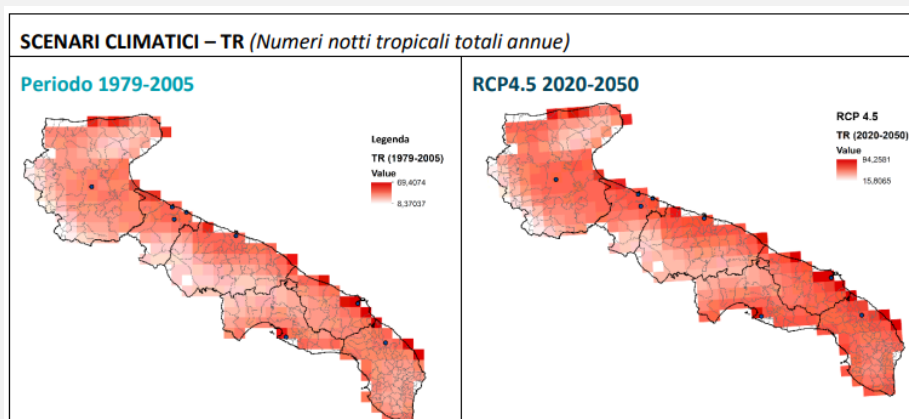 SCENARI CLIMATICI – TR (Numeri notti tropicali totali annue)
Periodo 1979-2005
Legenda
TR (1979-2005)
Value
69,4074
8,37037
RCP4.5 2020-2050
RCP 4.5
TR (2020-2050)
Value
94,2581
15,8065